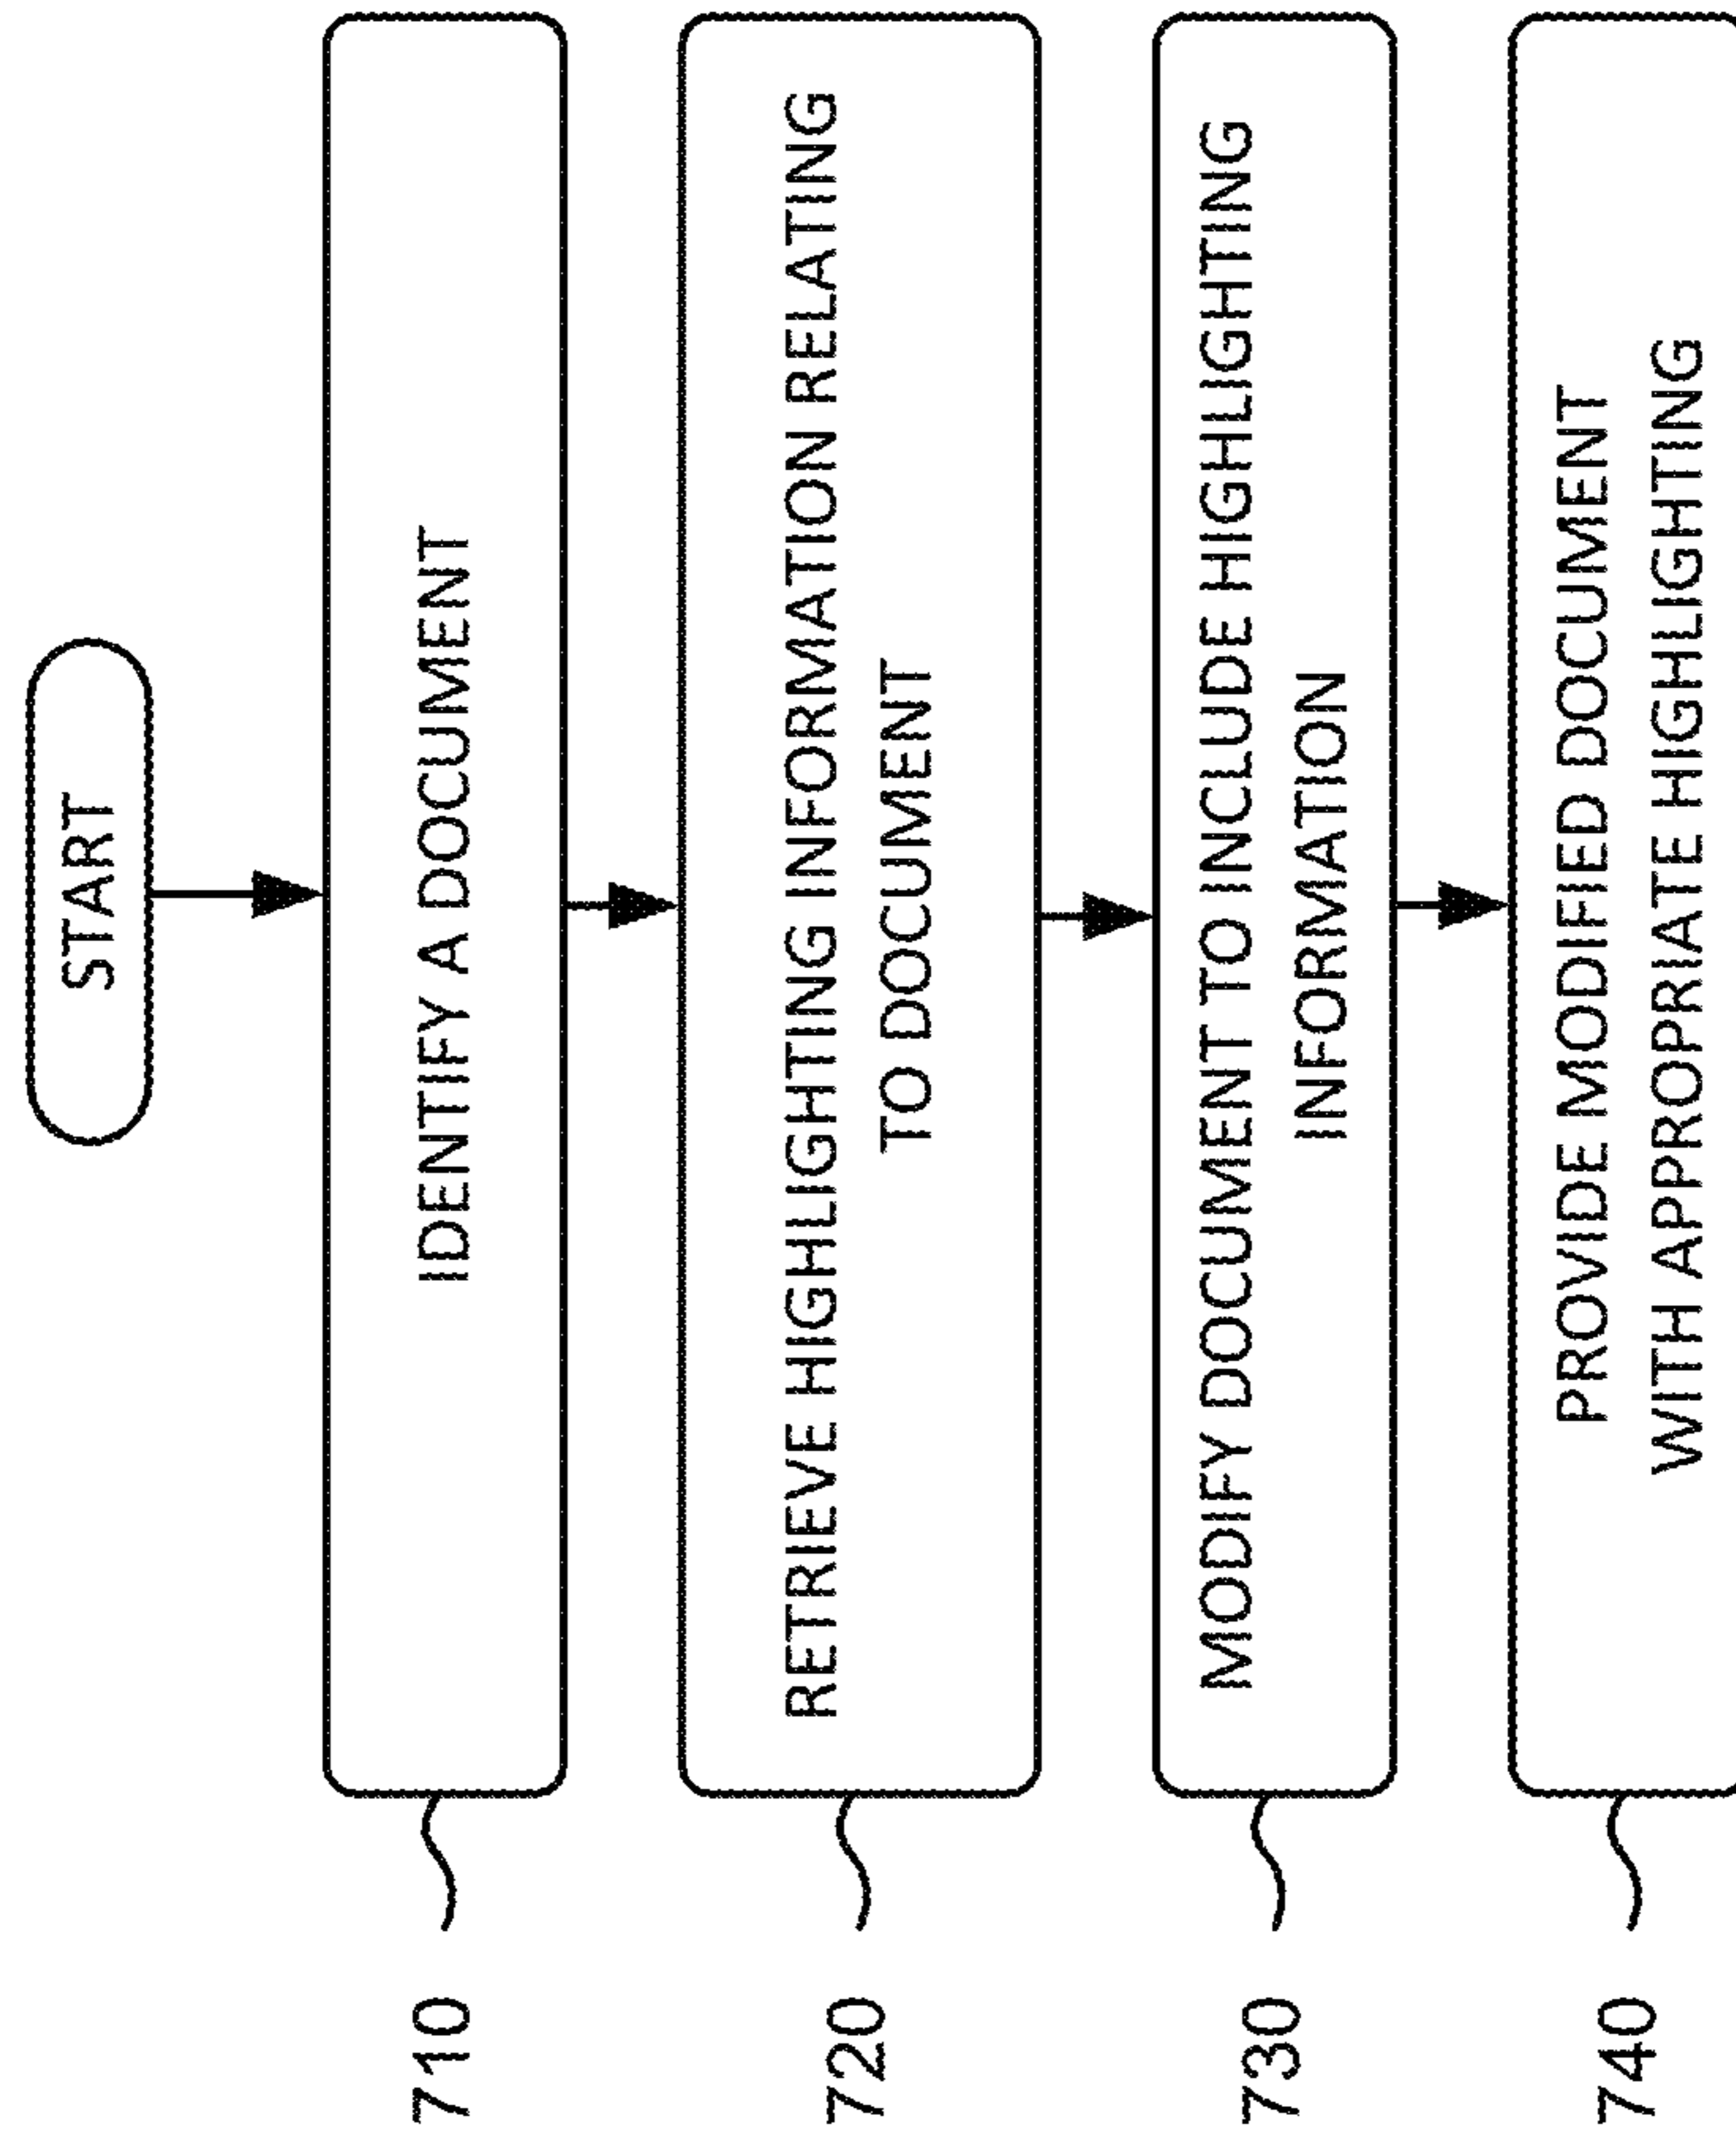 START
710
IDENTIFY A DOCUMENT
720
RETRIEVE HIGHLIGHTING INFORMATION RELATING
TO DOCUMENT
730
MODIFY DOCUMENT TO INCLUDE HIGHLIGHTING
INFORMATION
740
PROVIDE MODIFIED DOCUMENT
WITH APPROPRIATE HIGHLIGHTING